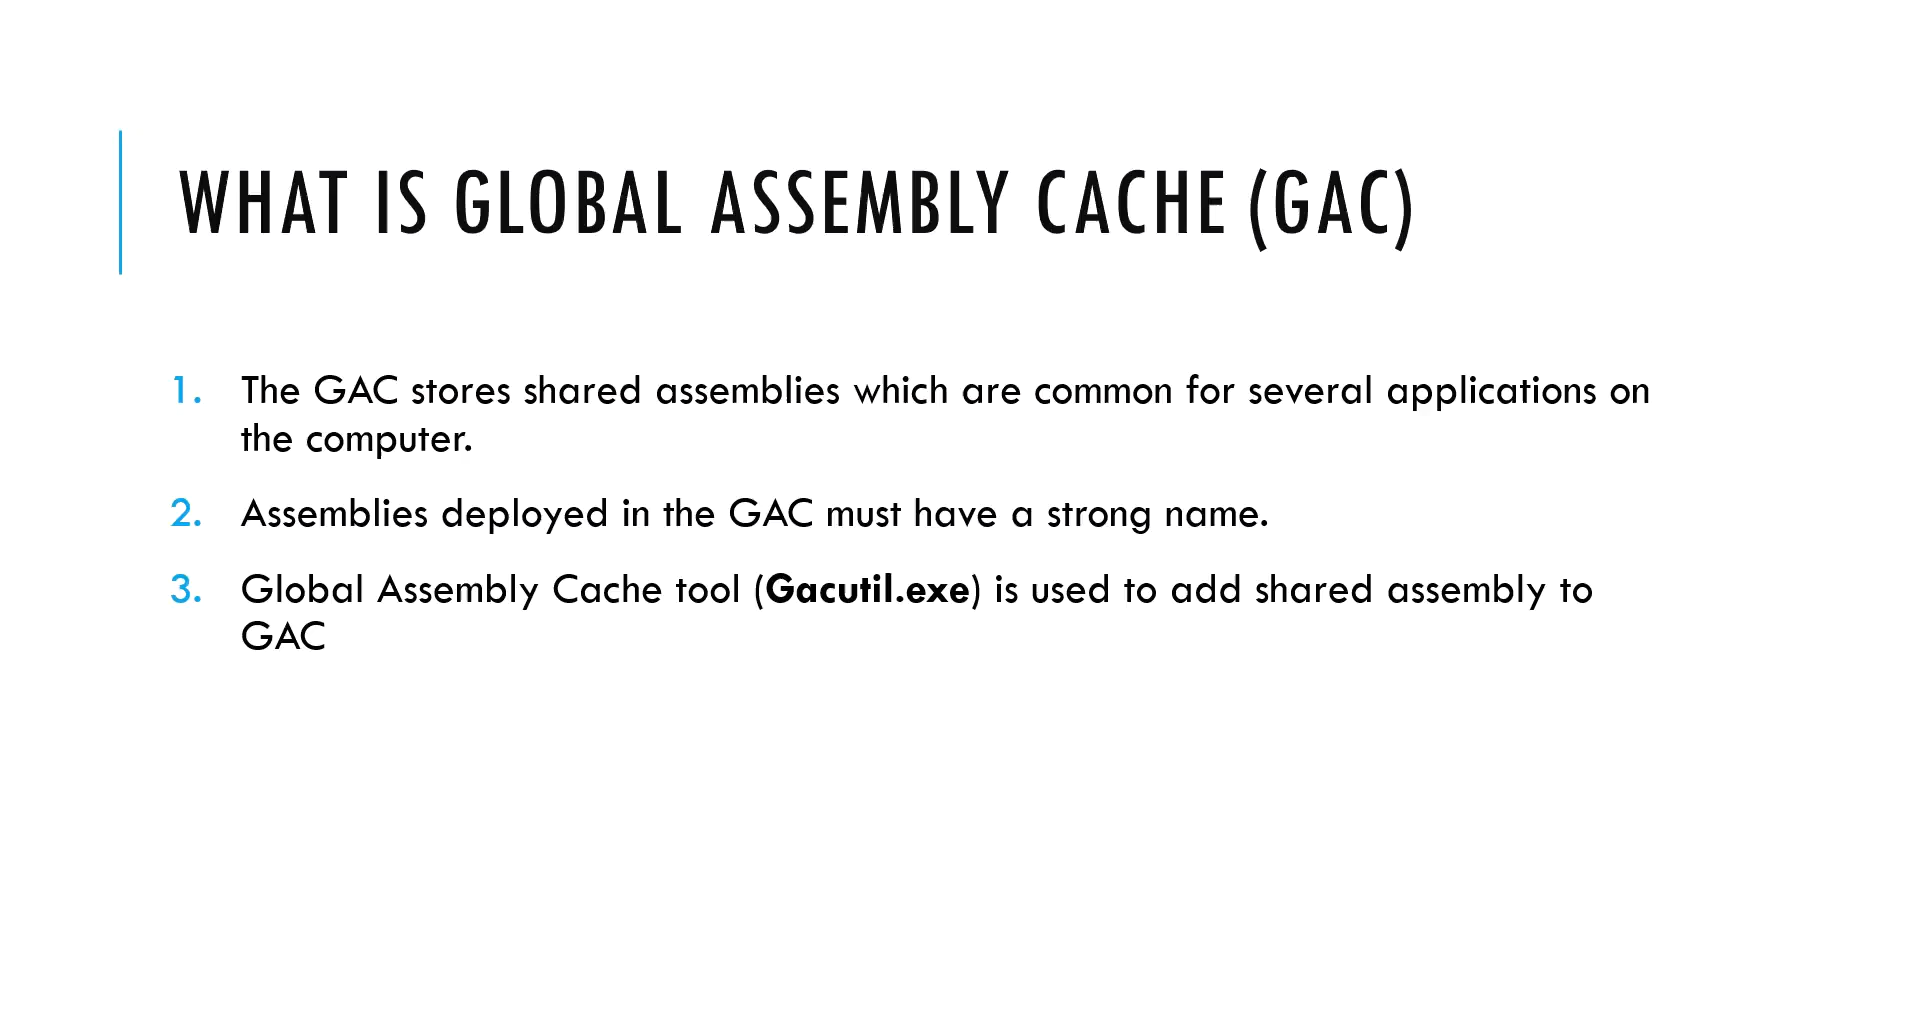 WHAT IS GLOBAL ASSEMBLY CACHE (GAC)
1. The GAC stores shared assemblies which are common for several applications on
the computer.
2. Assemblies deployed in the GAC must have a strong name.
3. Global Assembly Cache tool (Gacutil.exe) is used to add shared assembly to
GAC